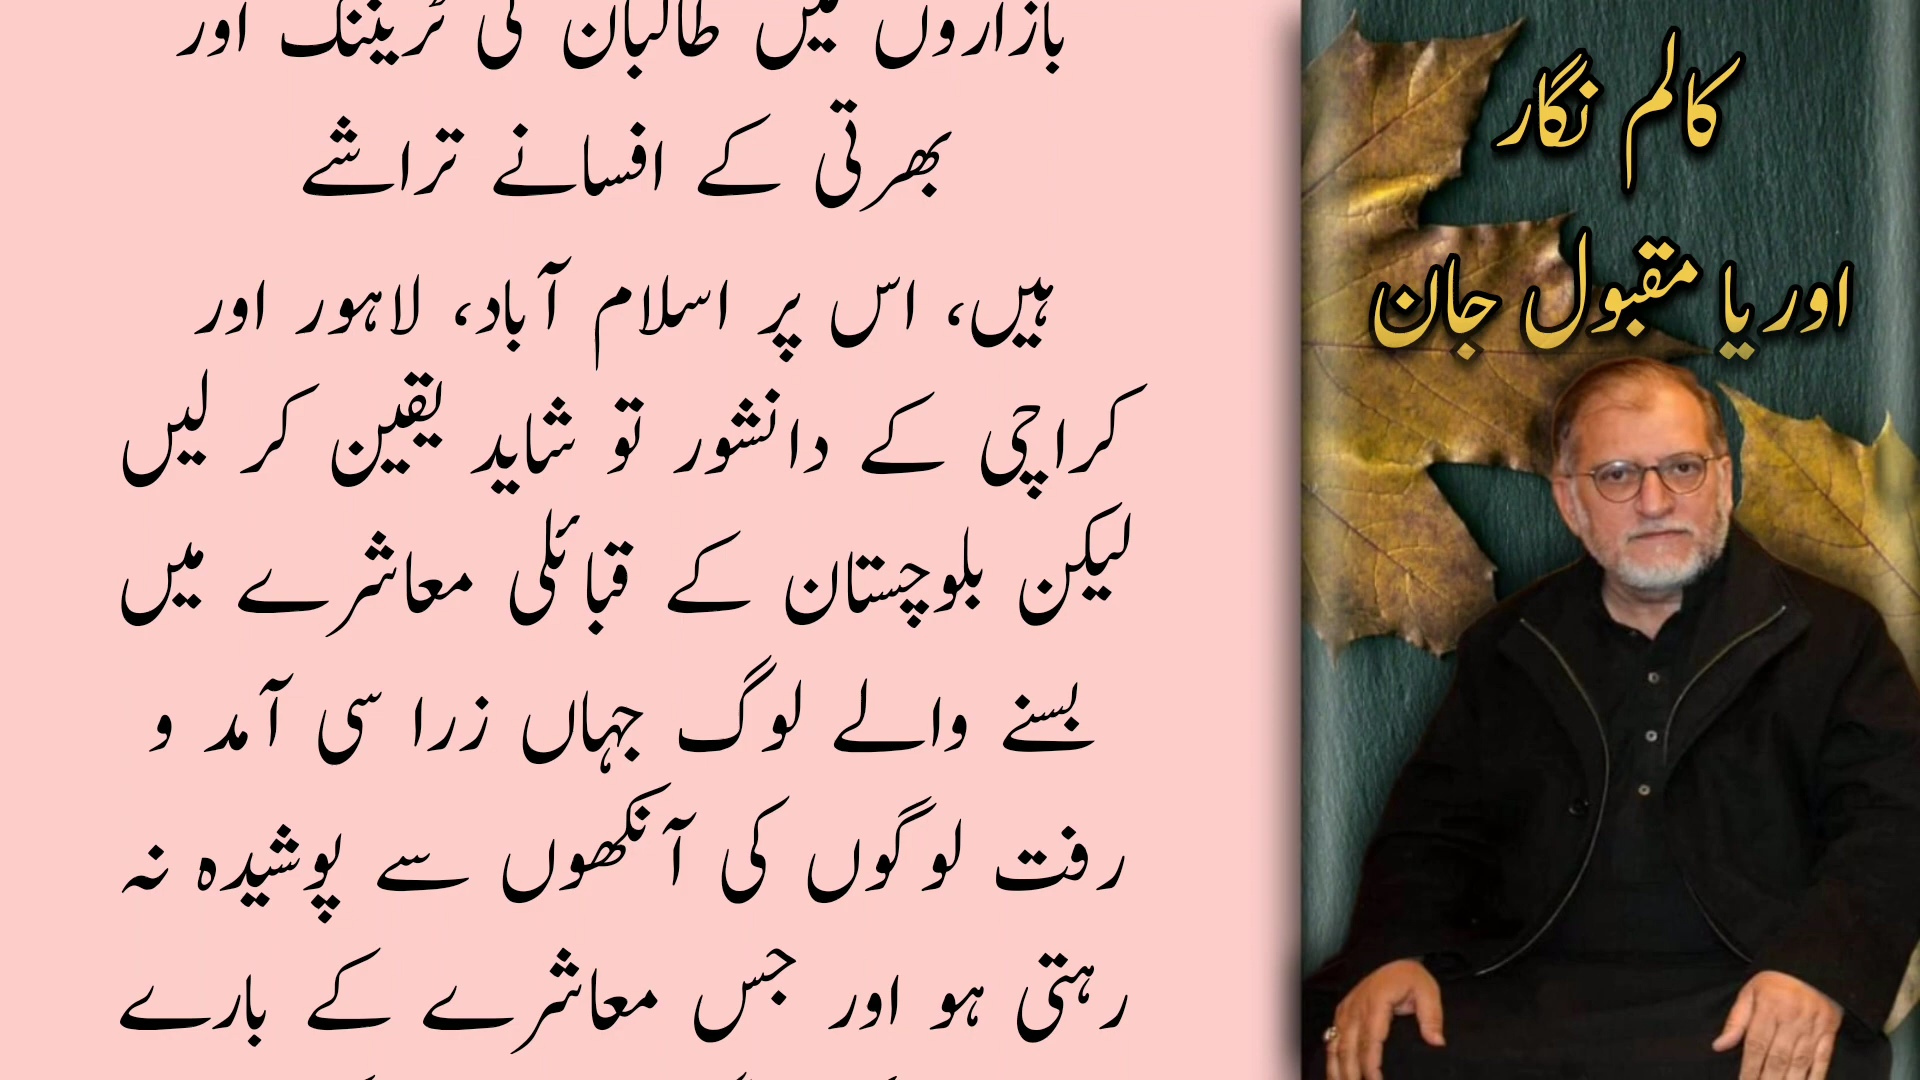 کالم نگار
اوریا مقبول جان
بازاروں میں طالبان کی ٹریننگ اور
بھرتی کے افسانے تراشے
ہیں، اس پر اسلام آباد، لاہور اور
کراچی کے دانشور تو شاید یقین کر لیں
لیکن بلوچستان کے قبائلی معاشرے میں
بسنے والے لوگ جہاں زرا سی آمد و
رفت لوگوں کی آنکھوں سے پوشیدہ نہ
رہتی ہو اور جس معاشرے کے بارے